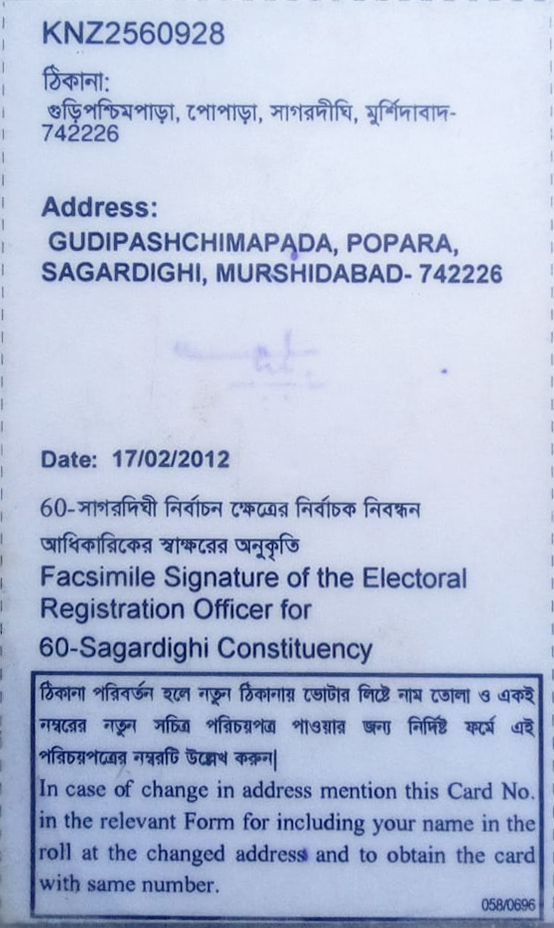 KNZ2560928
ঠিকানা:
গুড়িপশ্চিমপাড়া, পোপাড়া, সাগরদীঘি, মুর্শিদাবাদ-
742226
Address:
GUDIPASHCHIMAPADA, POPARA,
SAGARDIGHI, MURSHIDABAD- 742226
Date: 17/02/2012
60-সাগরদিঘী নির্বাচন ক্ষেত্রের নির্বাচক নিবন্ধন
আধিকারিকের স্বাক্ষরের অনুকৃতি
Facsimile Signature of the Electoral
Registration Officer for
60-Sagardighi Constituency
ঠিকানা পরিবর্তন হলে নতুন ঠিকানায় ভোটার লিষ্টে নাম তোলা ও একই
নম্বরের নতুন সচিত্র পরিচয়পত্র পাওয়ার জন্য নির্দিষ্ট ফর্মে এই
পরিচয়পত্রের নম্বরটি উল্লেখ করুন|
In case of change in address mention this Card No.
in the relevant Form for including your name in the
roll at the changed address and to obtain the card
with same number.
058/0696